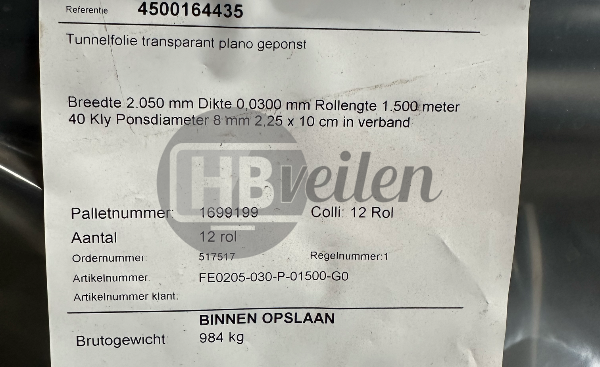 Referentie 4500164435
Tunnelfolie transparant plano geponst
Breedte 2.050 mm Dikte 0,0300 mm Rollengte 1.500 meter
40 Kly Ponsdiameter 8 mm 2,25 x 10 cm in verband
HBveilen
Palletnummer: 1699199 Colli: 12 Rol
Aantal 12 rol
Ordernummer: 517517 Regelnummer:1
Artikelnummer: FE0205-030-P-01500-G0
Artikelnummer klant:
BINNEN OPSLAAN
Brutogewicht 984 kg